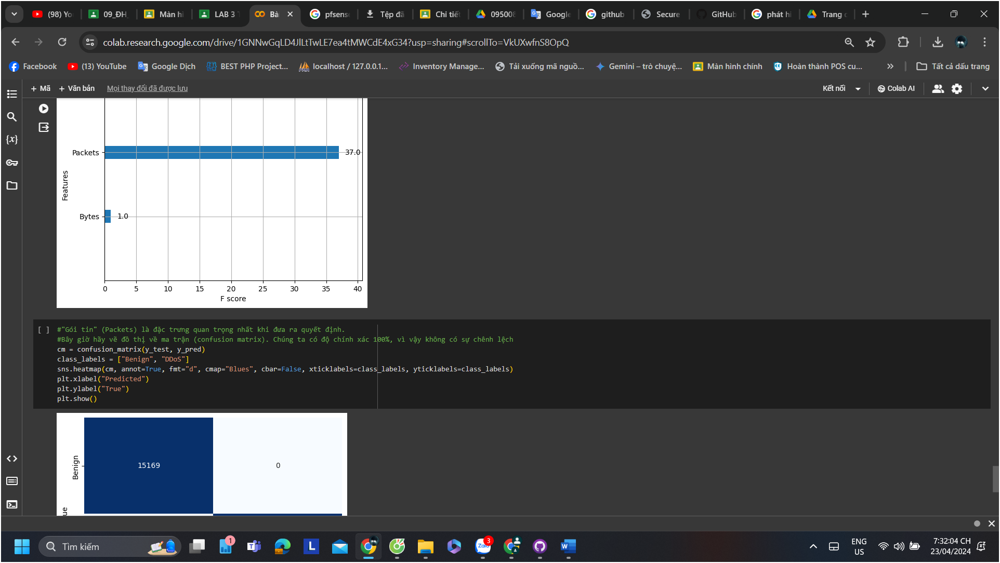 (98) Yo
09_ĐH_
Màn hì
LAB 3
Bà
pfsense
Tệp đã
Chi tiết
095008
Google
github
Secure
GitHub
phát hi
Trang c
colab.research.google.com/drive/1GNNwGqLD4JlLtTwLE7ea4tMWCdE4xG34?usp=sharing#scrollTo=VkUXwfnS8OpQ
Facebook
(13) YouTube
Google Dịch
BEST PHP Project...
localhost / 127.0.0.1...
Inventory Manage...
Tải xuống mã nguồ...
Gemini – trò chuyệ...
Màn hình chính
Hoàn thành POS cu...
Tất cả dấu trang
+ Mã
+ Văn bản
Mọi thay đổi đã được lưu
Kết nối
Colab AI
{x}
Packets
37.0
Features
Bytes
1.0
0 5 10 15 20 25 30 35 40
F score
[ ] #"Gói tin" (Packets) là đặc trưng quan trọng nhất khi đưa ra quyết định.
#Bây giờ hãy vẽ đồ thị về ma trận (confusion matrix). Chúng ta có độ chính xác 100%, vì vậy không có sự chênh lệch
cm = confusion_matrix(y_test, y_pred)
class_labels = ["Benign", "DDoS"]
sns.heatmap(cm, annot=True, fmt="d", cmap="Blues", cbar=False, xticklabels=class_labels, yticklabels=class_labels)
plt.xlabel("Predicted")
plt.ylabel("True")
plt.show()
Benign
15169
0
ue
Tìm kiếm
1
L
Zalo
3
ENG
US
7:32:04 CH
23/04/2024